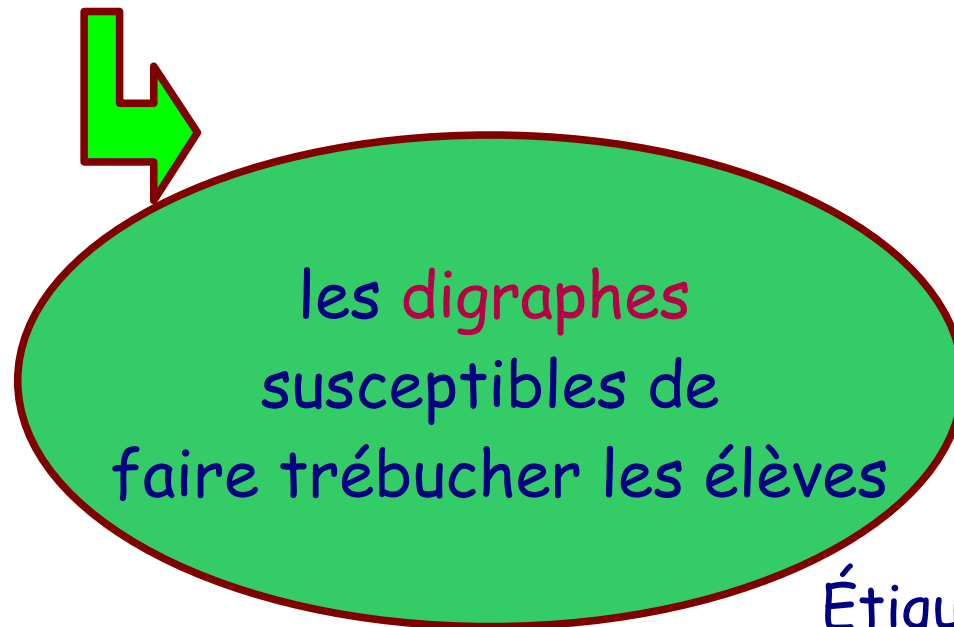 les digraphes
susceptibles de
faire trébucher les élèves